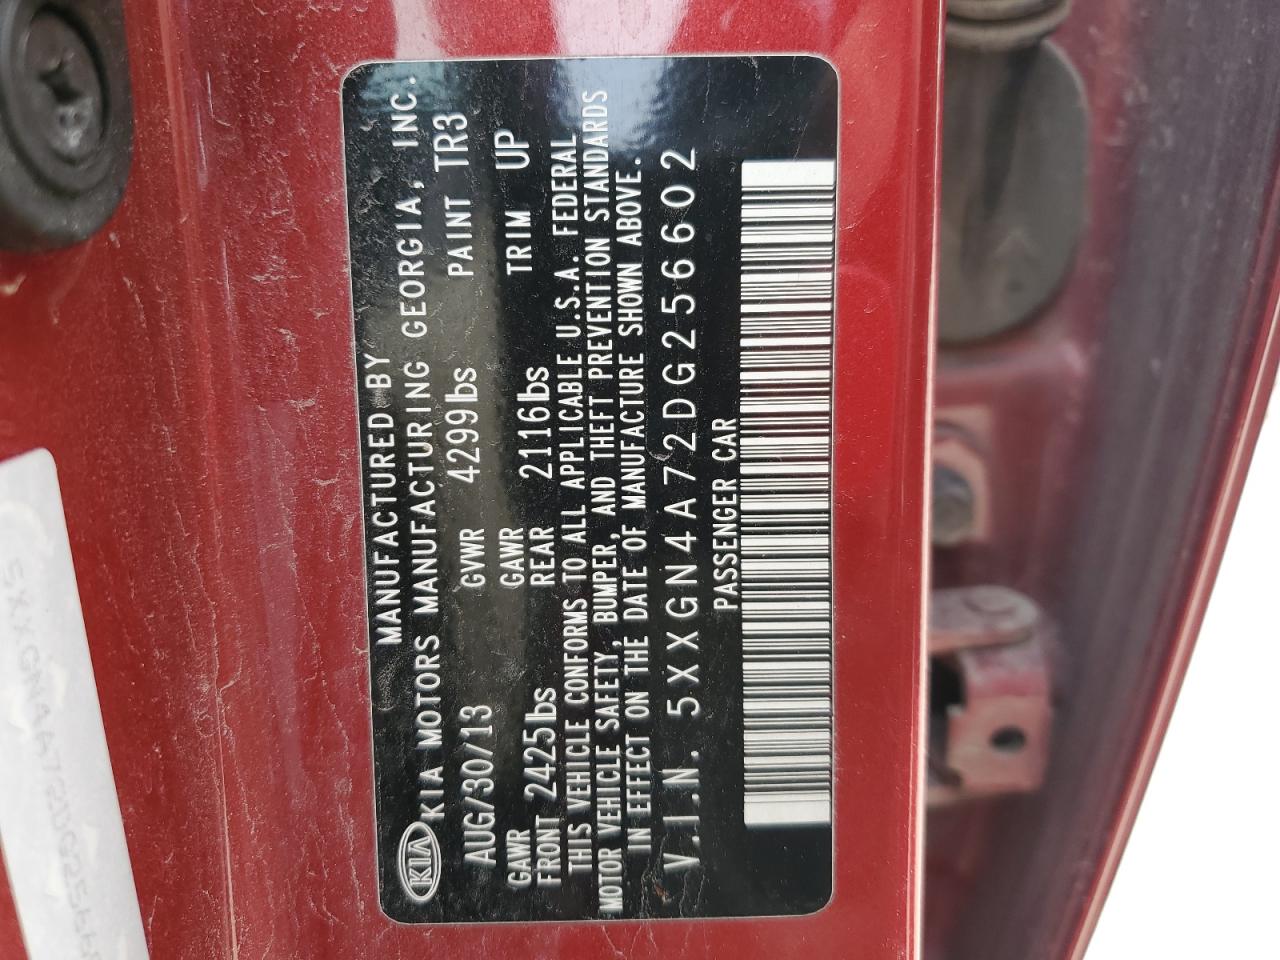 MANUFACTURED BY
KIA KIA MOTORS MANUFACTURING GEORGIA, INC.
AUG/30/13 GVWR 4299lbs PAINT TR3
GAWR FRONT 2425lbs GAWR REAR 2116lbs TRIM UP
THIS VEHICLE CONFORMS TO ALL APPLICABLE U.S.A. FEDERAL
MOTOR VEHICLE SAFETY, BUMPER, AND THEFT PREVENTION STANDARDS
IN EFFECT ON THE DATE OF MANUFACTURE SHOWN ABOVE.
V.I.N. 5XXGN4A72DG256602
PASSENGER CAR